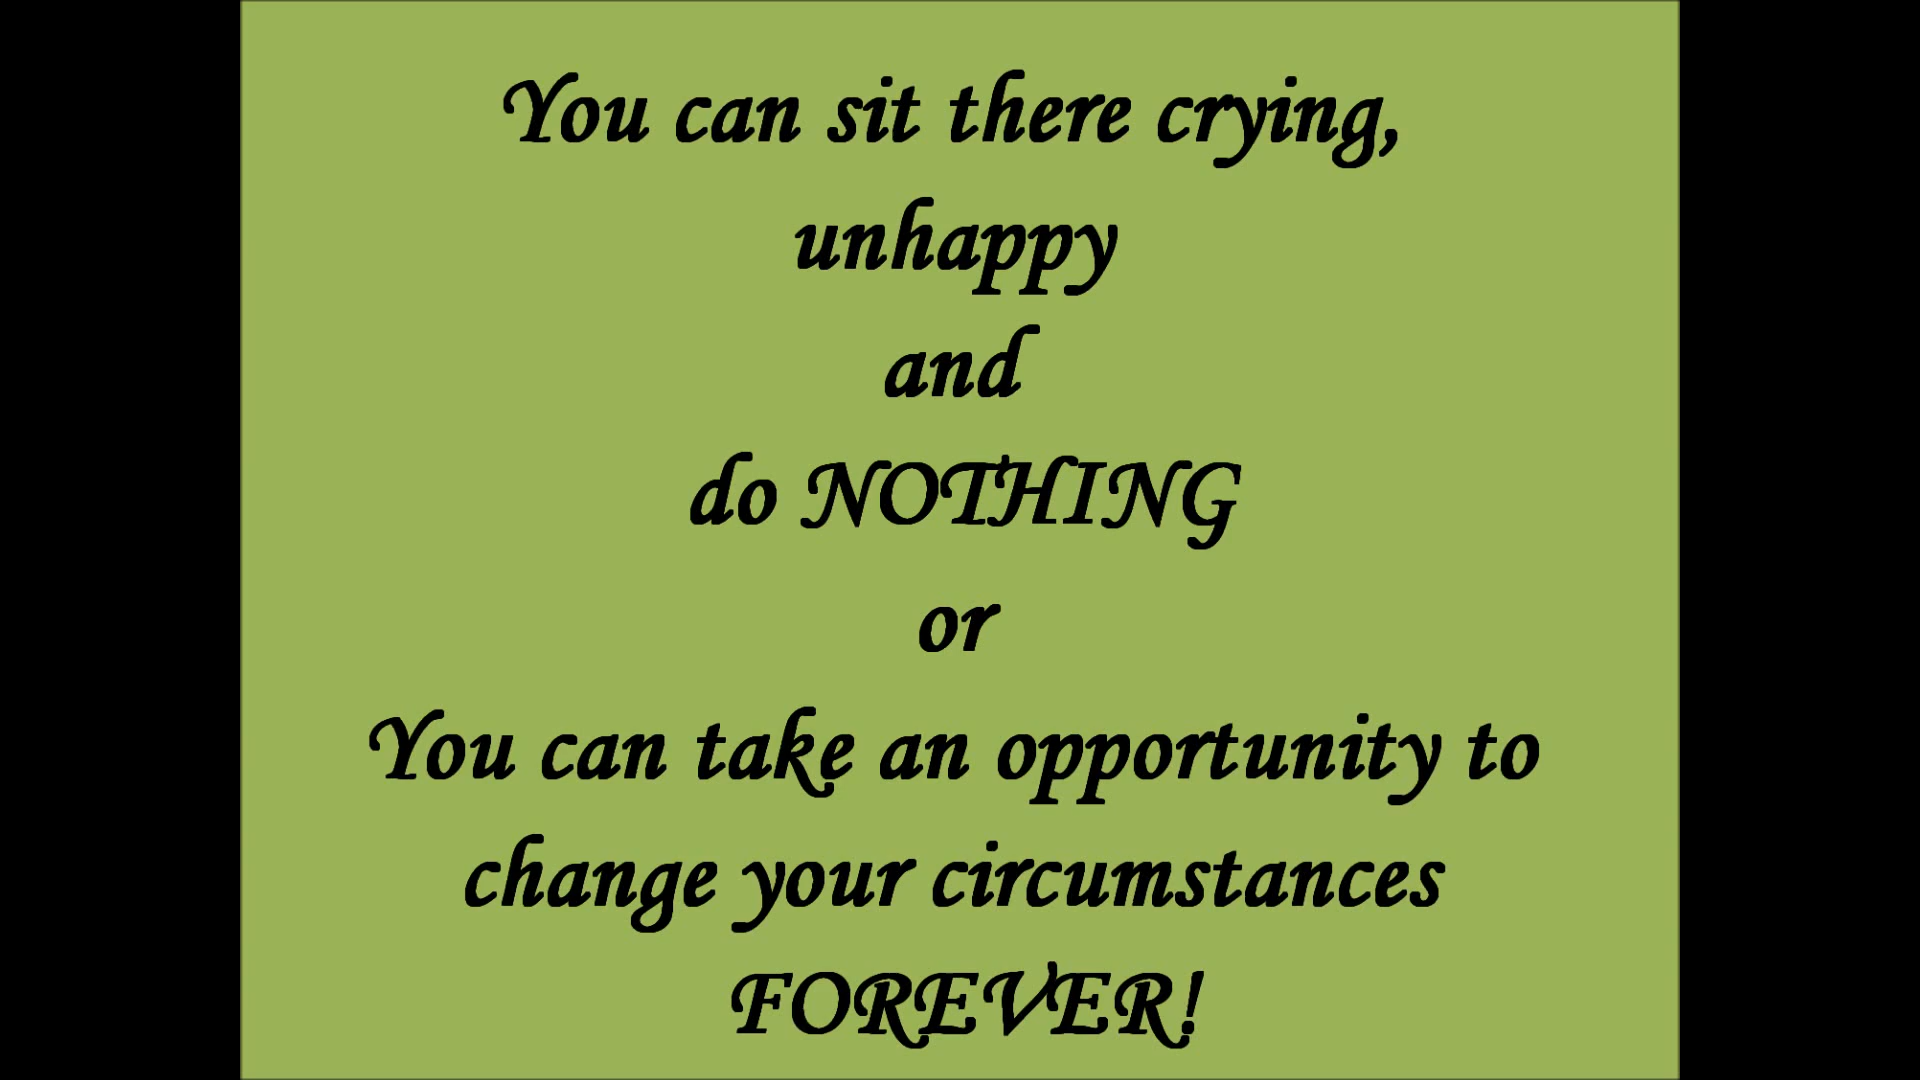 You can sit there crying,
unhappy
and
do NOTHING
or
You can take an opportunity to
change your circumstances
FOREVER!